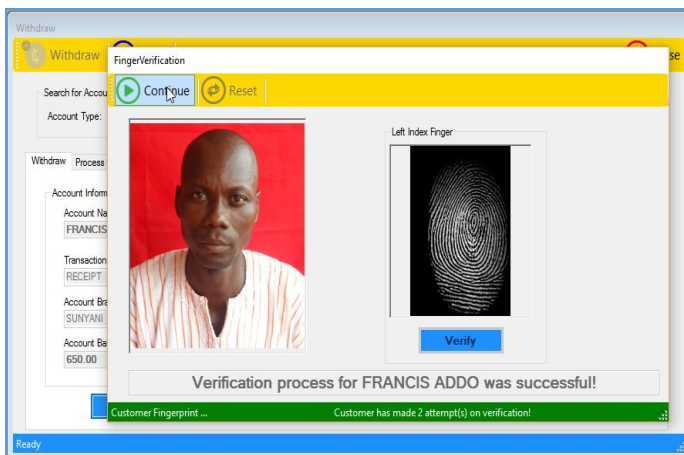 Withdraw
Withdraw
se
FingerVerification
Continue Reset
Search for Accou
Account Type:
Left Index Finger
Withdraw Process
Account Inform
Account Na
FRANCIS
Transaction
RECEIPT
Account Bra
SUNYANI
Account Ba
650.00
Verify
Verification process for FRANCIS ADDO was successful!
Customer Fingerprint ... Customer has made 2 attempt(s) on verification!
Ready